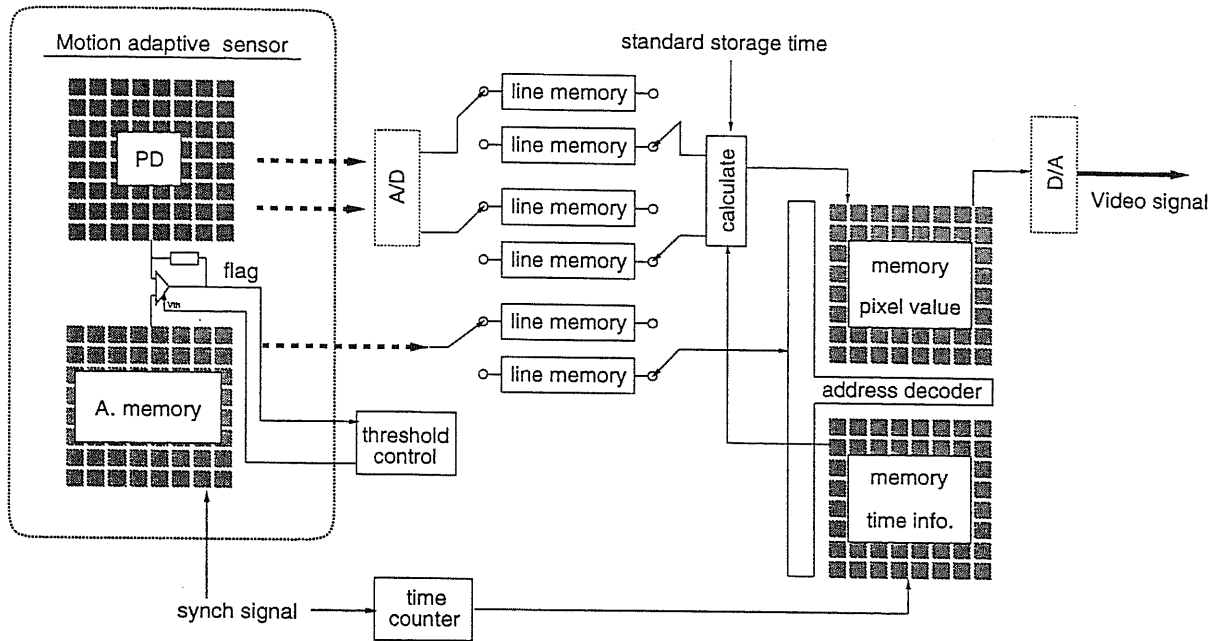 Motion adaptive sensor
PD
flag
Vth
A. memory
threshold
control
synch signal
time
counter
A/D
line memory
line memory
line memory
line memory
line memory
line memory
standard storage time
calculate
memory
pixel value
address decoder
memory
time info.
D/A
Video signal